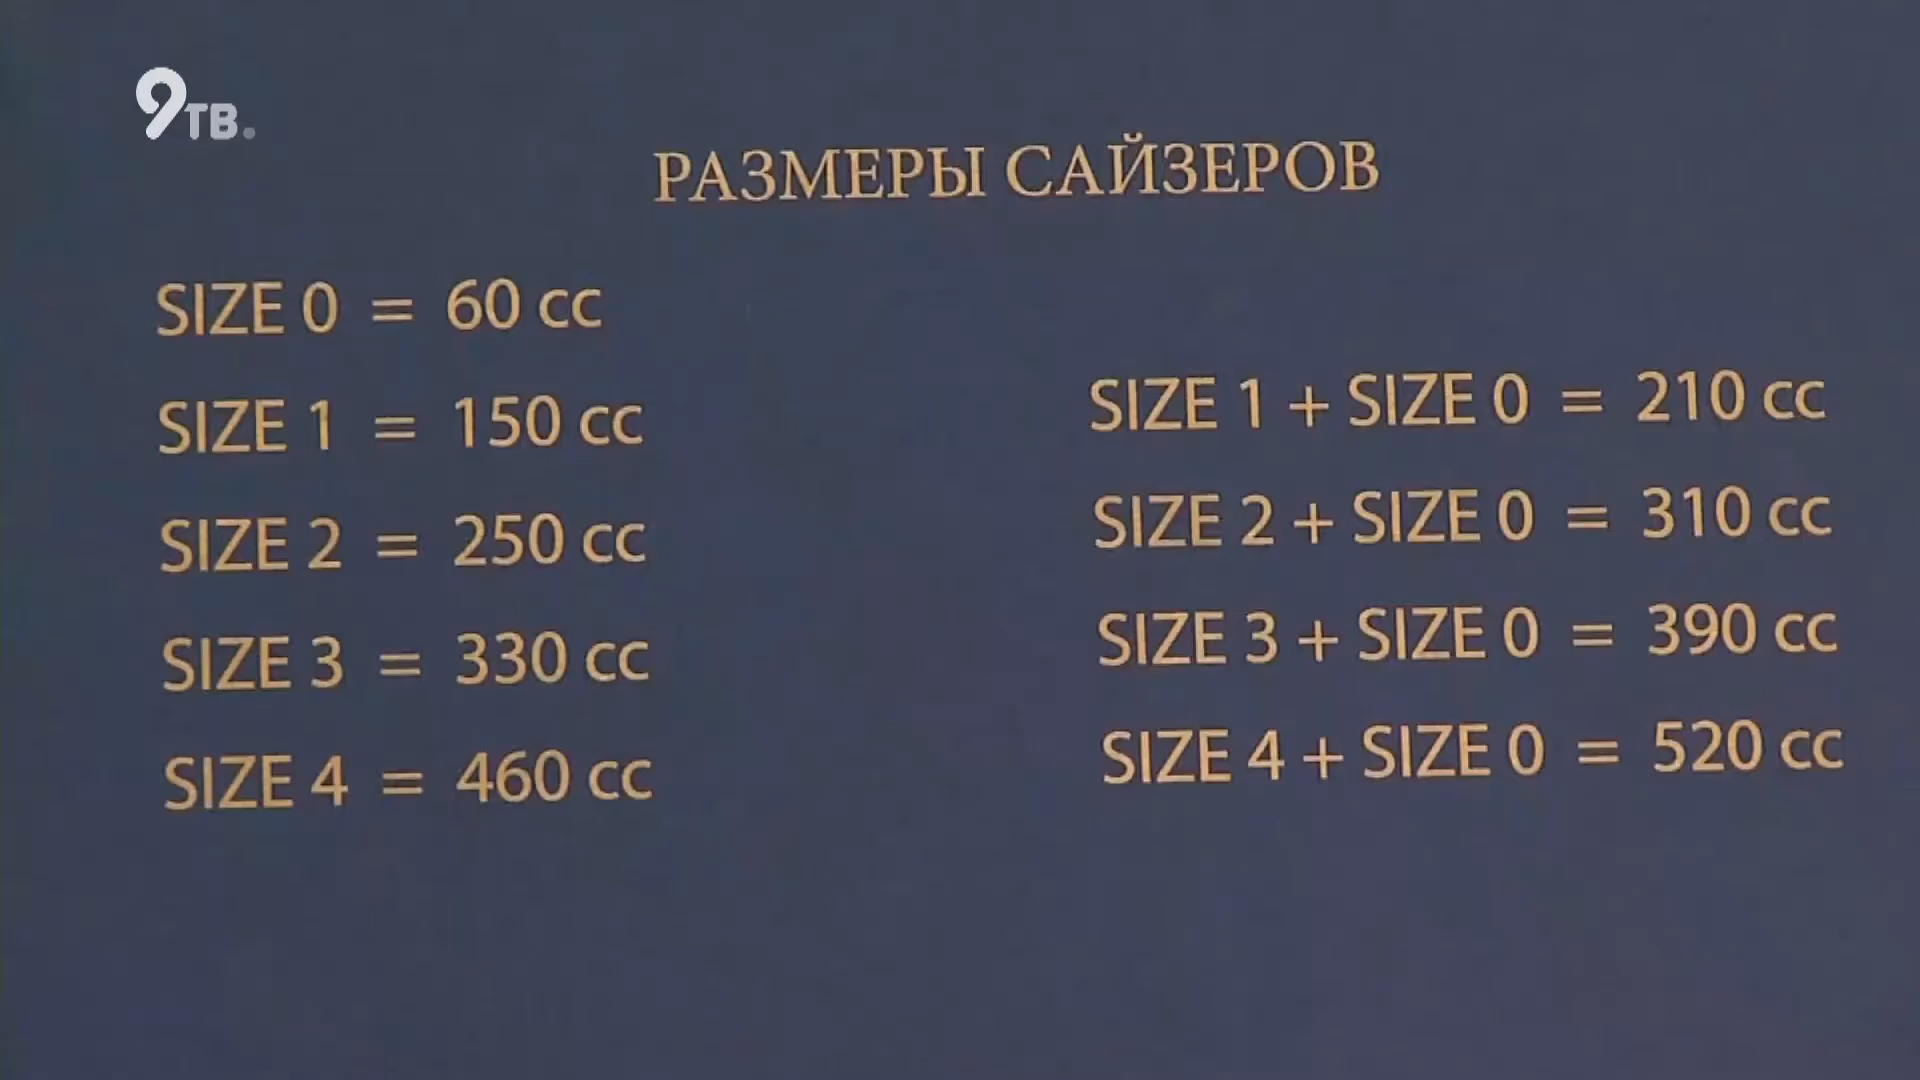 9ТВ.
РАЗМЕРЫ САЙЗЕРОВ
SIZE 0 = 60 cc
SIZE 1 = 150 cc
SIZE 2 = 250 cc
SIZE 3 = 330 cc
SIZE 4 = 460 cc
SIZE 1 + SIZE 0 = 210 cc
SIZE 2 + SIZE 0 = 310 cc
SIZE 3 + SIZE 0 = 390 cc
SIZE 4 + SIZE 0 = 520 cc